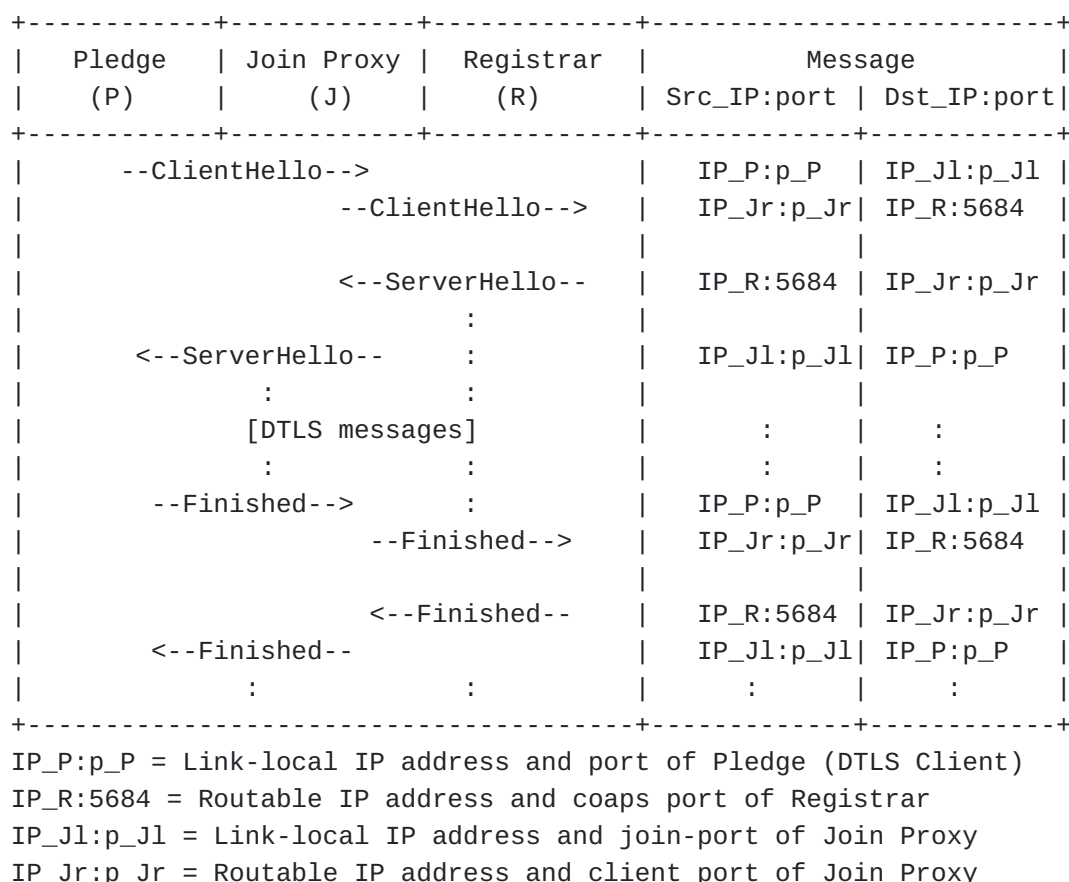 +------------+------------+-------------+--------------------------+
|   Pledge   | Join Proxy |  Registrar  |          Message         |
|    (P)     |     (J)    |    (R)      | Src_IP:port | Dst_IP:port|
+------------+------------+-------------+-------------+------------+
|      --ClientHello-->                 |   IP_P:p_P  | IP_Jl:p_Jl |
|                    --ClientHello-->   |   IP_Jr:p_Jr| IP_R:5684  |
|                                       |             |            |
|                    <--ServerHello--   |   IP_R:5684 | IP_Jr:p_Jr |
|                            :          |             |            |
|       <--ServerHello--     :          |   IP_Jl:p_Jl| IP_P:p_P   |
|               :            :          |             |            |
|              [DTLS messages]          |       :     |    :       |
|               :            :          |       :     |    :       |
|        --Finished-->       :          |   IP_P:p_P  | IP_Jl:p_Jl |
|                      --Finished-->    |   IP_Jr:p_Jr| IP_R:5684  |
|                                       |             |            |
|                      <--Finished--    |   IP_R:5684 | IP_Jr:p_Jr |
|        <--Finished--                  |   IP_Jl:p_Jl| IP_P:p_P   |
|              :             :          |      :      |     :      |
+---------------------------------------+-------------+------------+
IP_P:p_P = Link-local IP address and port of Pledge (DTLS Client)
IP_R:5684 = Routable IP address and coaps port of Registrar
IP_Jl:p_Jl = Link-local IP address and join-port of Join Proxy
IP_Jr:p_Jr = Routable IP address and client port of Join Proxy